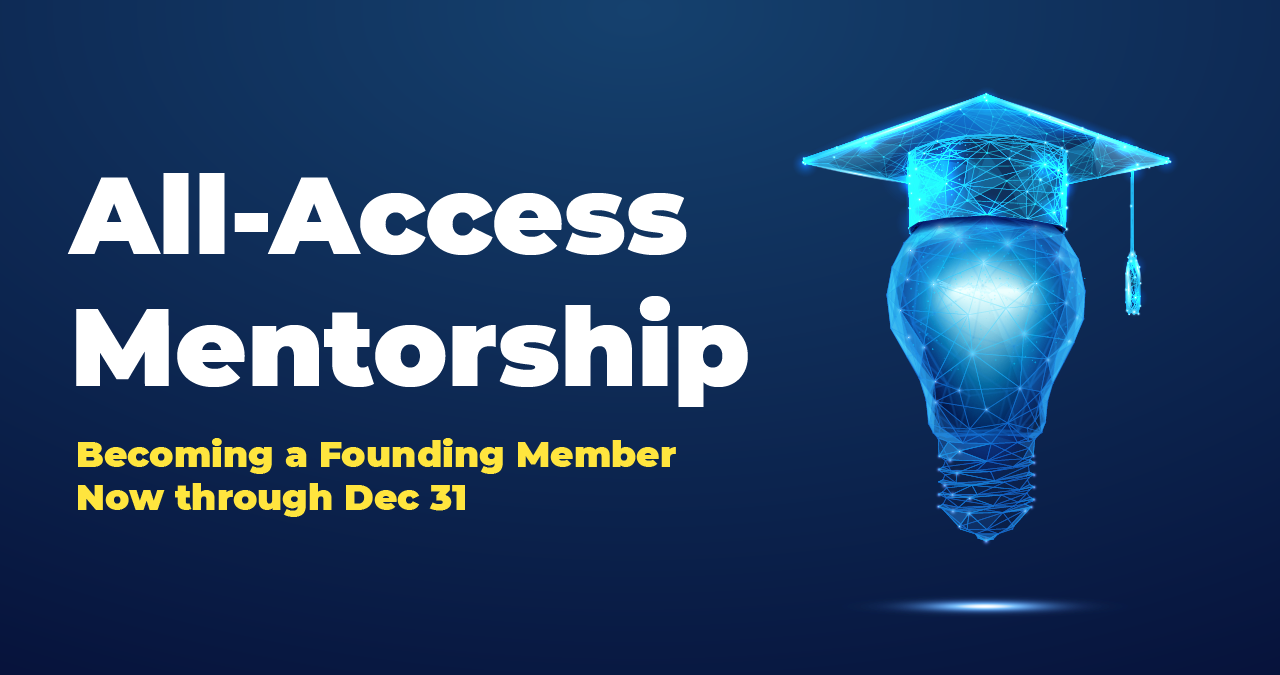 All-Access
Mentorship
Becoming a Founding Member
Now through Dec 31